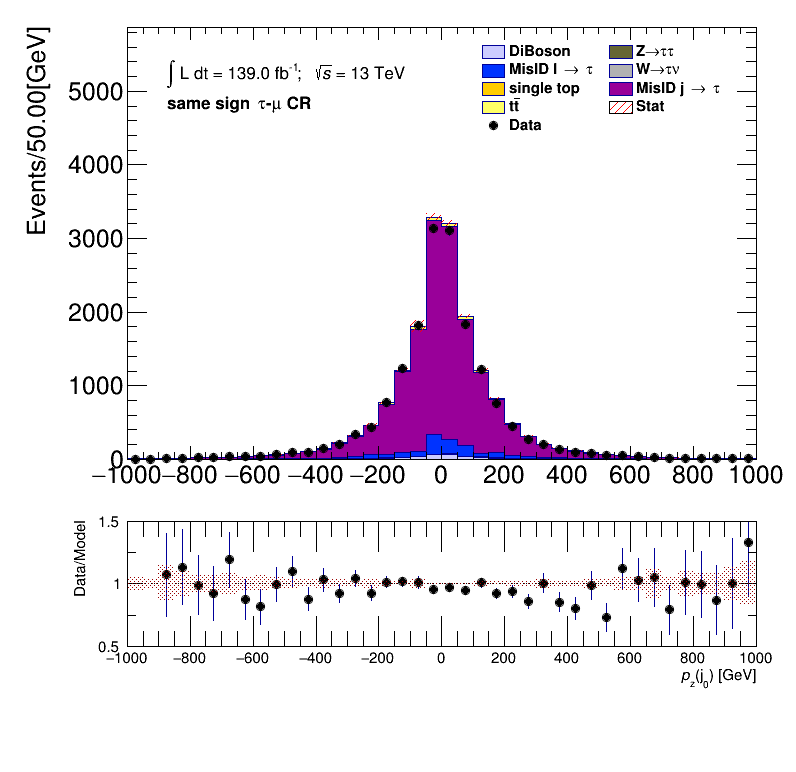 DiBoson Z→ττ
∫ L dt = 139.0 fb⁻¹; √s = 13 TeV MisID l → τ W→τν
single top MisID j → τ
same sign τ-μ CR tt̄ Stat
Data
Events/50.00[GeV]
5000
4000
3000
2000
1000
0
−1000 −800 −600 −400 −200 0 200 400 600 800 1000
Data/Model
1.5
1
0.5
−1000 −800 −600 −400 −200 0 200 400 600 800 1000
p_z(j_0) [GeV]